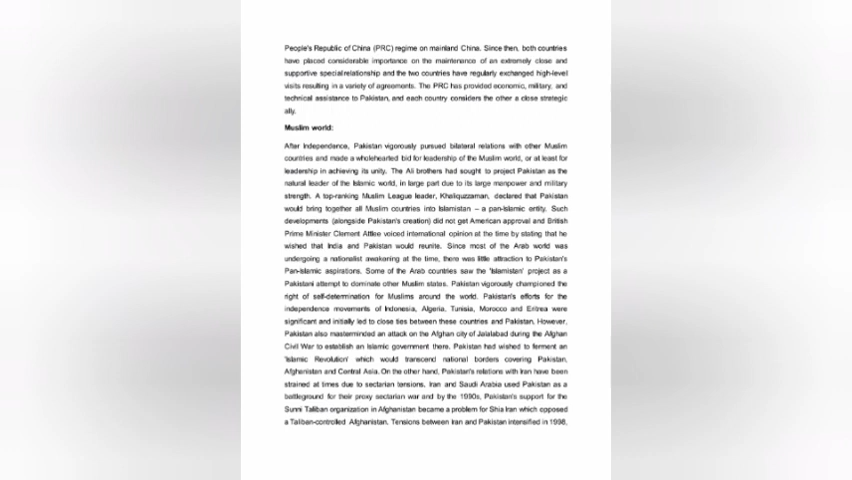 People's Republic of China (PRC) regime on mainland China. Since then, both countries
have placed considerable importance on the maintenance of an extremely close and
supportive special relationship and the two countries have regularly exchanged high-level
visits resulting in a variety of agreements. The PRC has provided economic, military, and
technical assistance to Pakistan, and each country considers the other a close strategic
ally.
Muslim world:
After Independence, Pakistan vigorously pursued bilateral relations with other Muslim
countries and made a wholehearted bid for leadership of the Muslim world, or at least for
leadership in achieving its unity. The Ali brothers had sought to project Pakistan as the
natural leader of the Islamic world, in large part due to its large manpower and military
strength. A top-ranking Muslim League leader, Khaliquzzaman, declared that Pakistan
would bring together all Muslim countries into Islamistan – a pan-Islamic entity. Such
developments (alongside Pakistan's creation) did not get American approval and British
Prime Minister Clement Attlee voiced international opinion at the time by stating that he
wished that India and Pakistan would reunite. Since most of the Arab world was
undergoing a nationalist awakening at the time, there was little attraction to Pakistan's
Pan-Islamic aspirations. Some of the Arab countries saw the 'Islamistan' project as a
Pakistani attempt to dominate other Muslim states. Pakistan vigorously championed the
right of self-determination for Muslims around the world. Pakistan's efforts for the
independence movements of Indonesia, Algeria, Tunisia, Morocco and Eritrea were
significant and initially led to close ties between these countries and Pakistan. However,
Pakistan also masterminded an attack on the Afghan city of Jalalabad during the Afghan
Civil War to establish an Islamic government there. Pakistan had wished to ferment an
'Islamic Revolution' which would transcend national borders covering Pakistan,
Afghanistan and Central Asia. On the other hand, Pakistan's relations with Iran have been
strained at times due to sectarian tensions. Iran and Saudi Arabia used Pakistan as a
battleground for their proxy sectarian war and by the 1990s, Pakistan's support for the
Sunni Taliban organization in Afghanistan became a problem for Shia Iran which opposed
a Taliban-controlled Afghanistan. Tensions between Iran and Pakistan intensified in 1998,